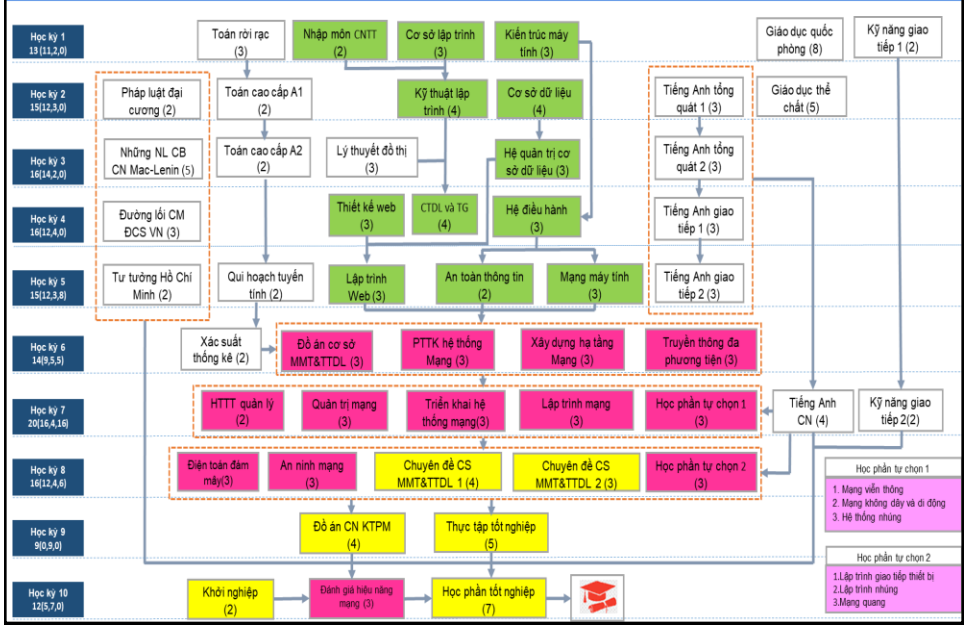 Học kỳ 1
13 (11,2,0)
Toán rời rạc
(3)
Nhập môn CNTT
(2)
Cơ sở lập trình
(3)
Kiến trúc máy
tính (3)
Giáo dục quốc
phòng (8)
Kỹ năng giao
tiếp 1 (2)
Học kỳ 2
15(12,3,0)
Pháp luật đại
cương (2)
Toán cao cấp A1
(2)
Kỹ thuật lập
trình (4)
Cơ sở dữ liệu
(4)
Tiếng Anh tổng
quát 1 (3)
Giáo dục thể
chất (5)
Học kỳ 3
16(14,2,0)
Những NL CB
CN Mac-Lenin (5)
Toán cao cấp A2
(2)
Lý thuyết đồ thị
(3)
Hệ quản trị cơ
sở dữ liệu (3)
Tiếng Anh tổng
quát 2 (3)
Học kỳ 4
16(12,4,0)
Đường lối CM
ĐCS VN (3)
Thiết kế web
(3)
CTDL và TG
(4)
Hệ điều hành
(3)
Tiếng Anh giao
tiếp 1 (3)
Học kỳ 5
15(12,3,8)
Tư tưởng Hồ Chí
Minh (2)
Qui hoạch tuyến
tính (2)
Lập trình
Web (3)
An toàn thông tin
(2)
Mạng máy tính
(3)
Tiếng Anh giao
tiếp 2 (3)
Học kỳ 6
14(9,5,5)
Xác suất
thống kê (2)
Đồ án cơ sở
MMT&TTDL (3)
PTTK hệ thống
Mạng (3)
Xây dựng hạ tầng
Mạng (3)
Truyền thông đa
phương tiện (3)
Học kỳ 7
20(16,4,16)
HTTT quản lý
(2)
Quản trị mạng
(3)
Triển khai hệ
thống mạng(3)
Lập trình mạng
(3)
Học phần tự chọn 1
(3)
Tiếng Anh
CN (4)
Kỹ năng giao
tiếp 2(2)
Học kỳ 8
16(12,4,6)
Điện toán đám
mây(3)
An ninh mạng
(3)
Chuyên đề CS
MMT&TTDL 1 (4)
Chuyên đề CS
MMT&TTDL 2 (3)
Học phần tự chọn 2
(3)
Học phần tự chọn 1
1. Mạng viễn thông
2. Mạng không dây và di động
3. Hệ thống nhúng
Học kỳ 9
9(0,9,0)
Đồ án CN KTPM
(4)
Thực tập tốt nghiệp
(5)
Học kỳ 10
12(5,7,0)
Khởi nghiệp
(2)
Đánh giá hiệu năng
mạng (3)
Học phần tốt nghiệp
(7)
Học phần tự chọn 2
1.Lập trình giao tiếp thiết bị
2.Lập trình nhúng
3.Mạng quang